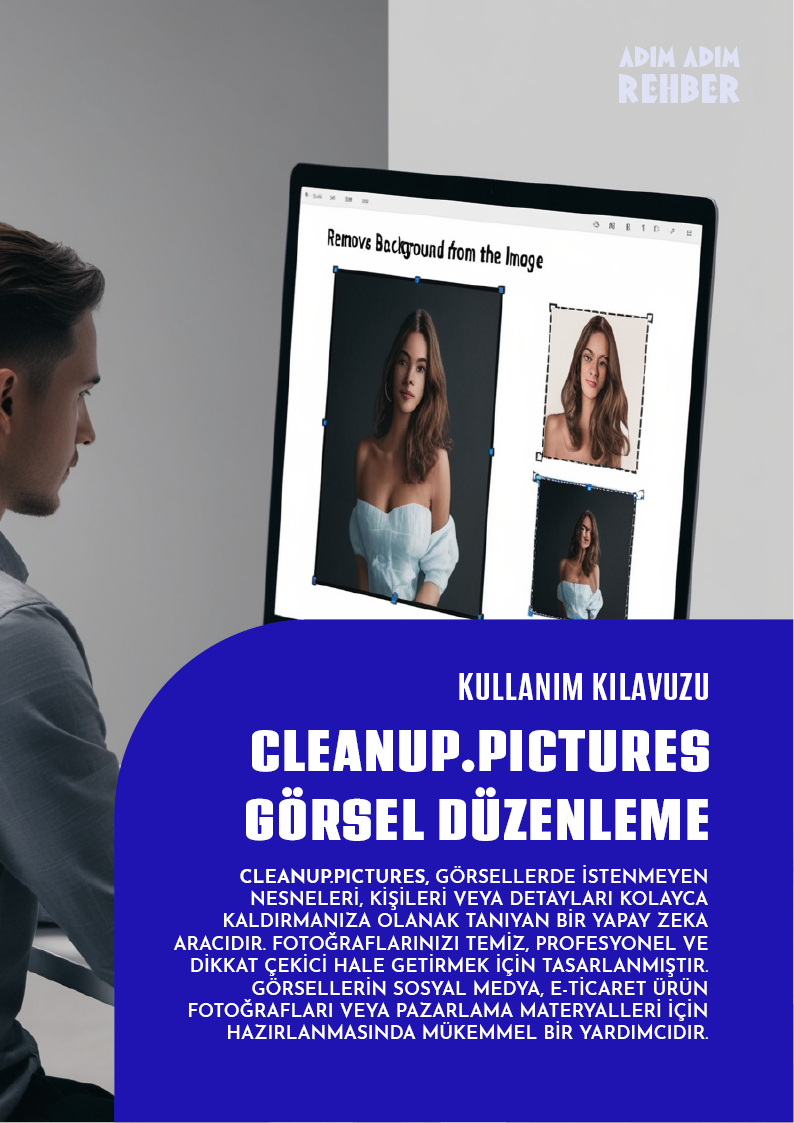 ADIM ADIM
REHBER
Removs Background from the Image
KULLANIM KILAVUZU
CLEANUP.PICTURES
GÖRSEL DÜZENLEME
CLEANUP.PICTURES, GÖRSELLERDE İSTENMEYEN
NESNELERİ, KİŞİLERİ VEYA DETAYLARI KOLAYCA
KALDIRMANIZA OLANAK TANIYAN BİR YAPAY ZEKA
ARACIDIR. FOTOĞRAFLARINIZI TEMİZ, PROFESYONEL VE
DİKKAT ÇEKİCİ HALE GETİRMEK İÇİN TASARLANMIŞTIR.
GÖRSELLERİN SOSYAL MEDYA, E-TİCARET ÜRÜN
FOTOĞRAFLARI VEYA PAZARLAMA MATERYALLERİ İÇİN
HAZIRLANMASINDA MÜKEMMEL BİR YARDIMCIDIR.